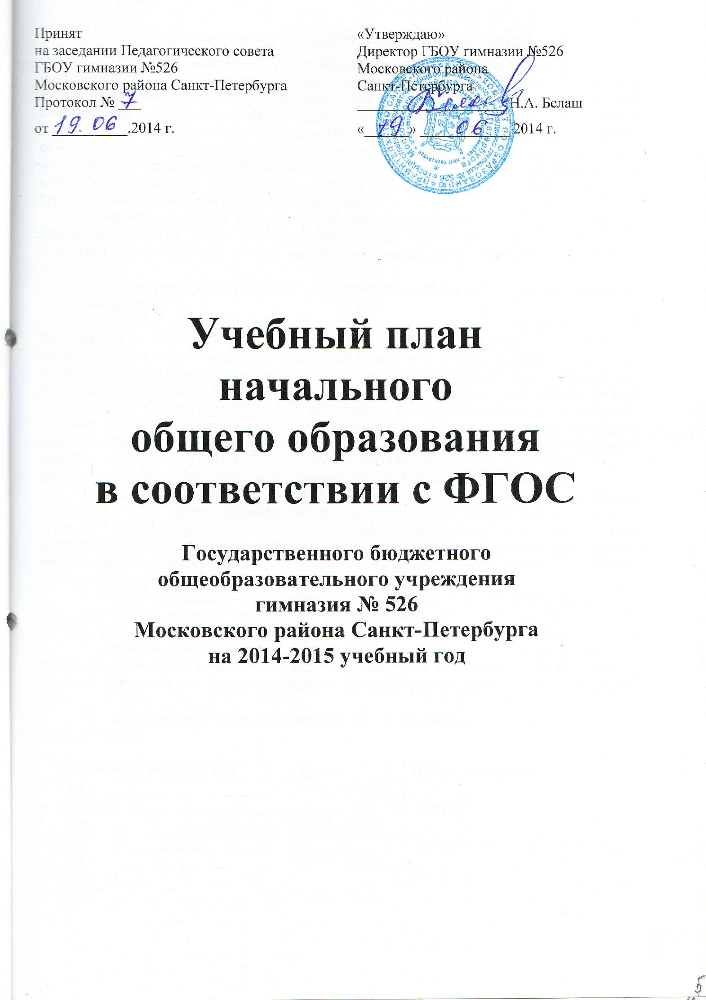 Принят
на заседании Педагогического совета
ГБОУ гимназии №526
Московского района Санкт-Петербурга
Протокол № 7
от 19. 06 .2014 г.
«Утверждаю»
Директор ГБОУ гимназии №526
Московского района
Санкт-Петербурга
Н.А. Белаш
«19» 06 2014 г.
Учебный план
начального
общего образования
в соответствии с ФГОС
Государственного бюджетного
общеобразовательного учреждения
гимназия № 526
Московского района Санкт-Петербурга
на 2014-2015 учебный год
5